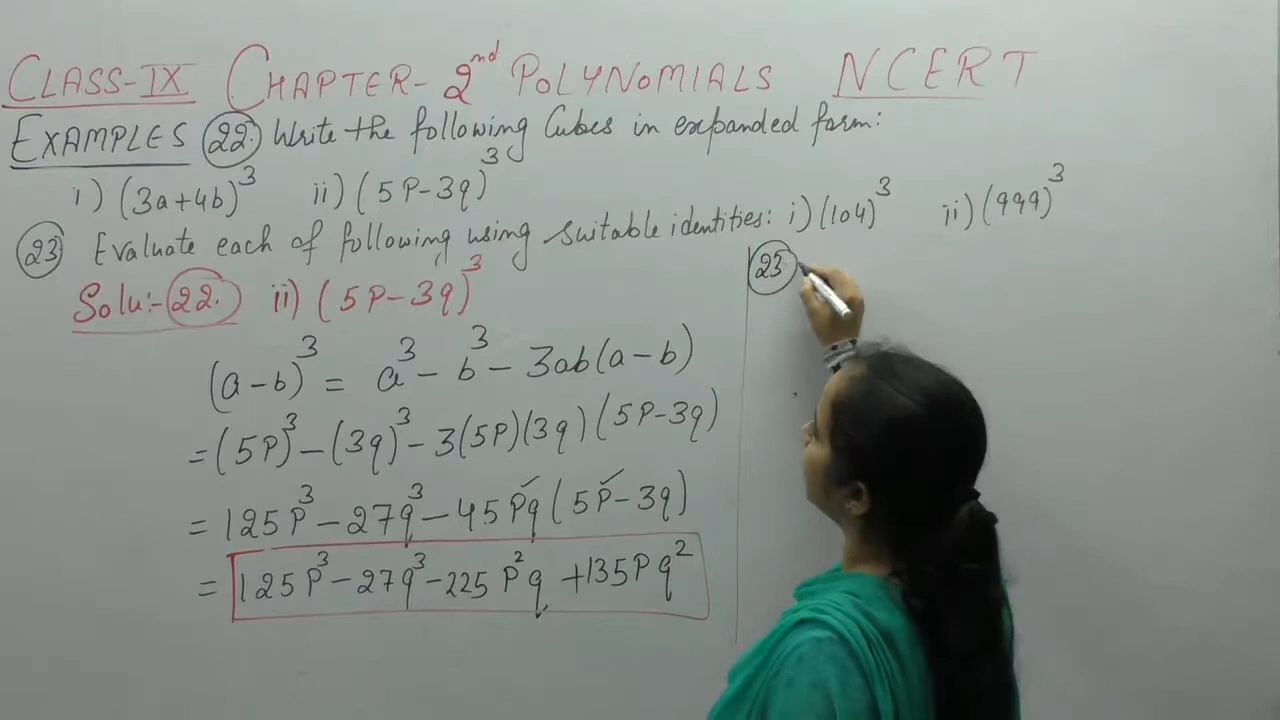 CLASS-IX CHAPTER-2nd POLYNOMIALS NCERT
EXAMPLES 22. Write the following Cubes in expanded form:
i) (3a+4b)³ ii) (5P-3q)³
23 Evaluate each of following using suitable identities: i) (104)³ ii) (999)³
Solu:- 22. ii) (5P-3q)³
(a-b)³ = a³ - b³ - 3ab(a-b)
= (5P)³ - (3q)³ - 3(5P)(3q)(5P-3q)
= 125P³ - 27q³ - 45Pq(5P-3q)
= 125P³ - 27q³ - 225P²q + 135Pq²
23